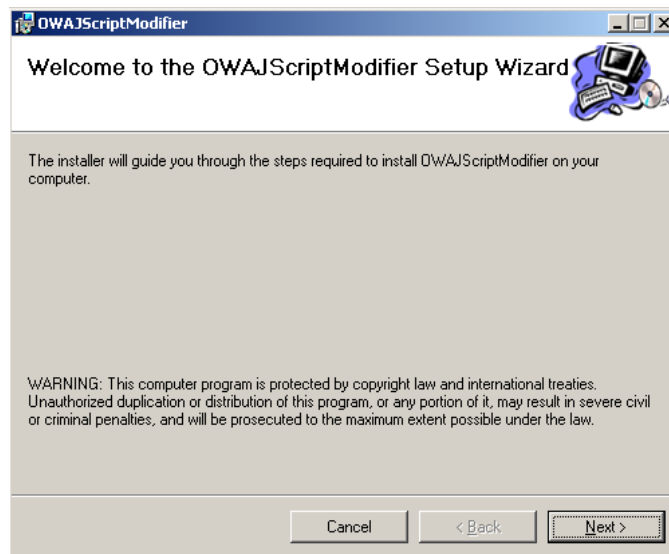 OWAJScriptModifier
Welcome to the OWAJScriptModifier Setup Wizard
The installer will guide you through the steps required to install OWAJScriptModifier on your
computer.
WARNING: This computer program is protected by copyright law and international treaties.
Unauthorized duplication or distribution of this program, or any portion of it, may result in severe civil
or criminal penalties, and will be prosecuted to the maximum extent possible under the law.
Cancel < Back Next >